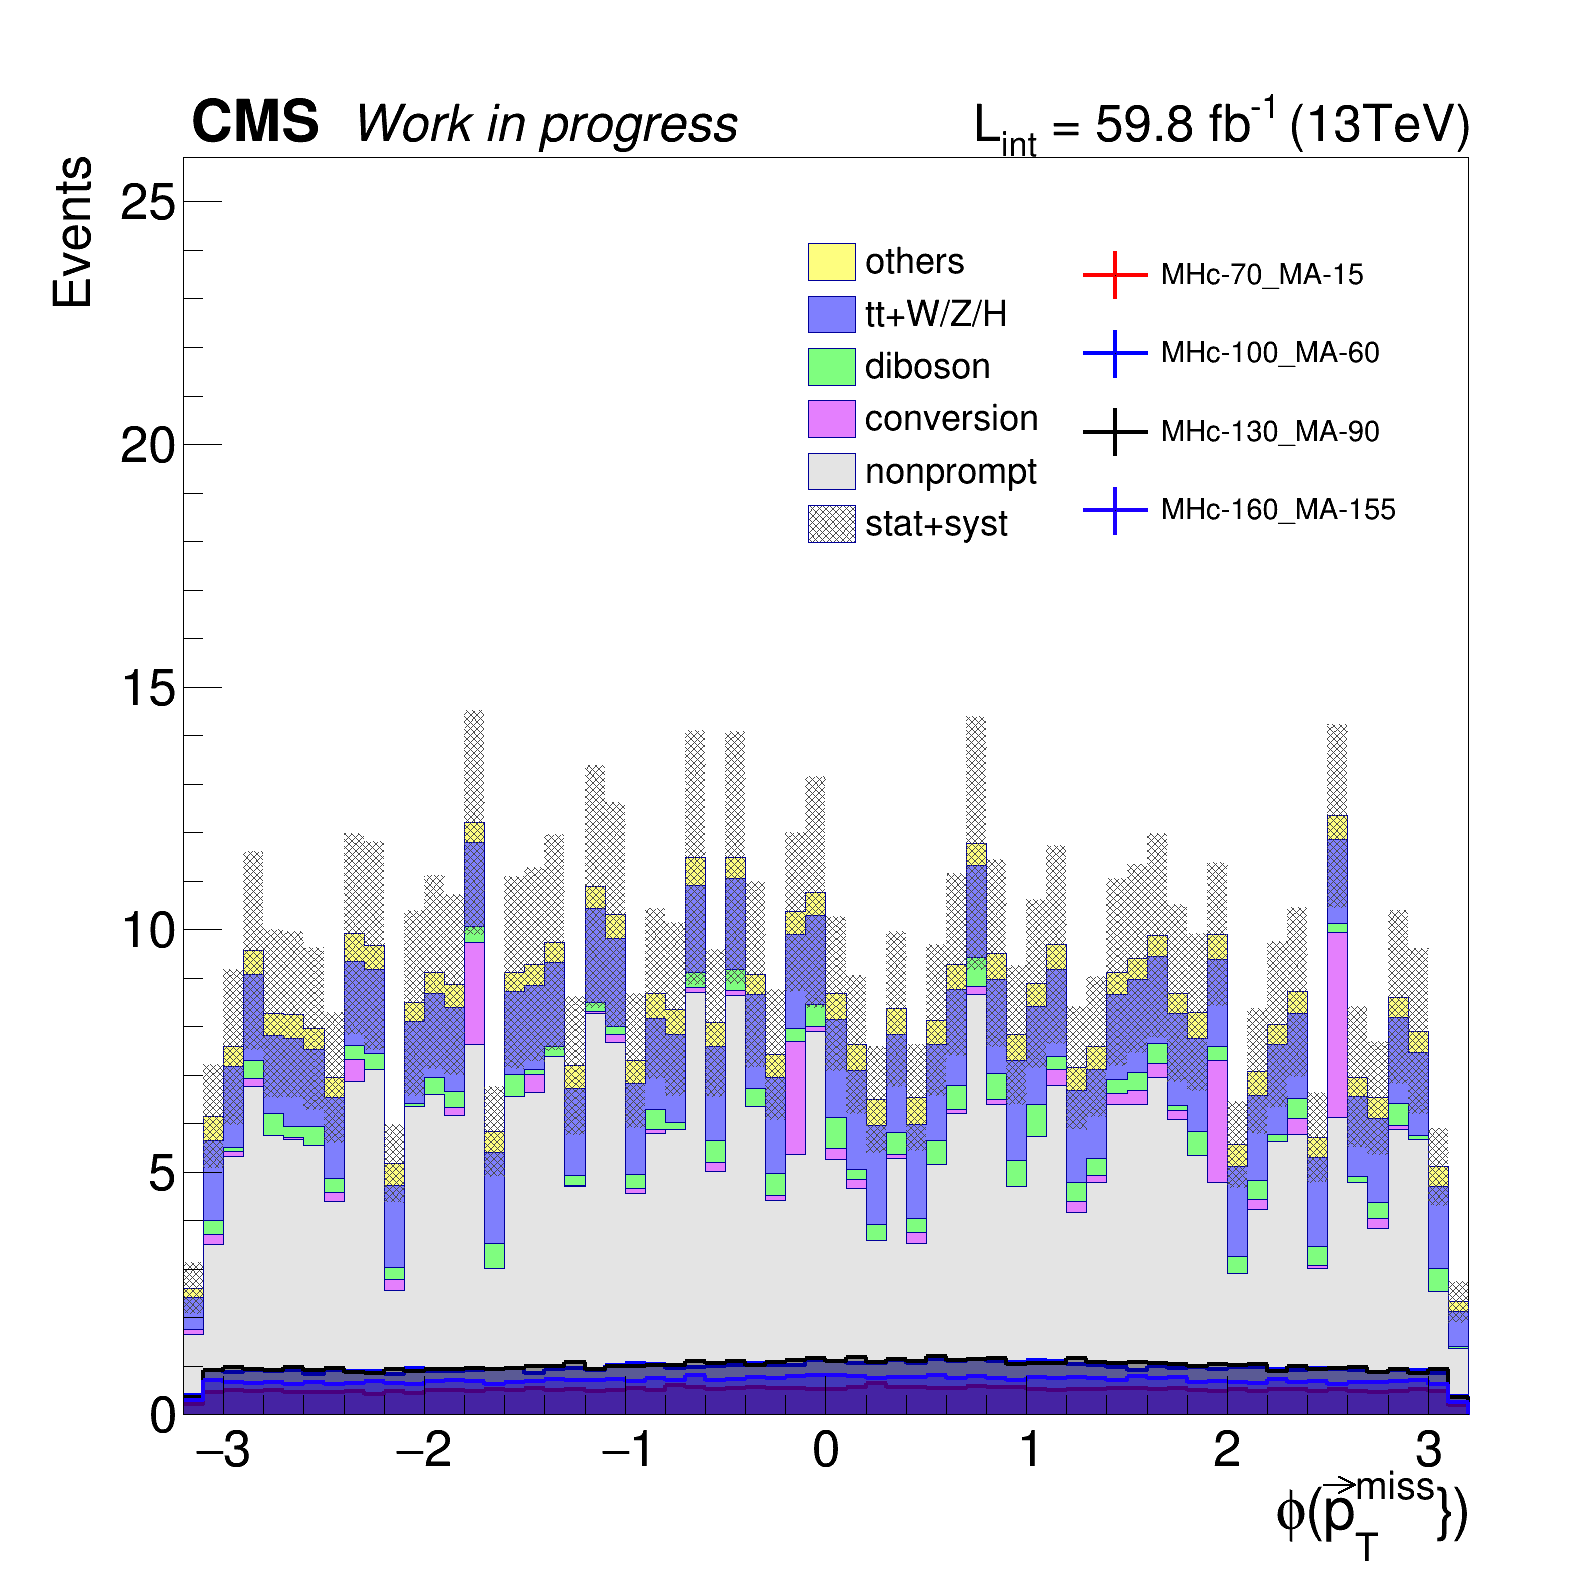 CMS Work in progress
L_int = 59.8 fb^-1 (13TeV)
Events
25
20
15
10
5
0
others
tt+W/Z/H
diboson
conversion
nonprompt
stat+syst
MHc-70_MA-15
MHc-100_MA-60
MHc-130_MA-90
MHc-160_MA-155
−3 −2 −1 0 1 2 3
ϕ(p⃗_T^miss})